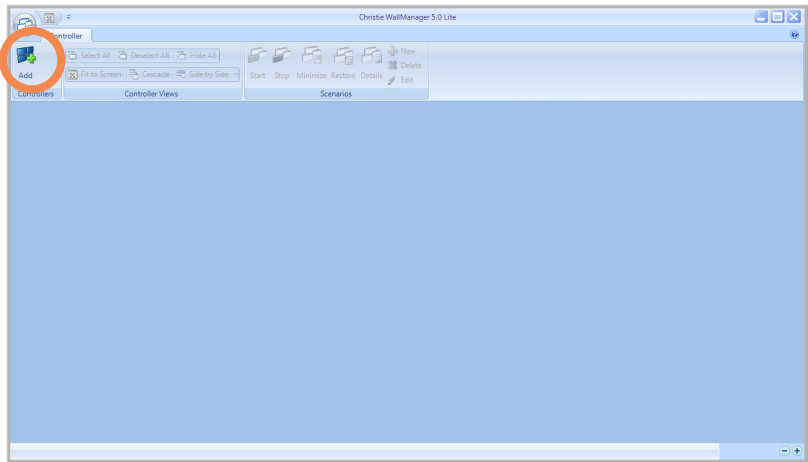 Christie WallManager 5.0 Lite
Controller
Select All Deselect All Hide All
New
Delete
Add
Fit to Screen Cascade Side by Side
Start Stop Minimize Restore Details
Edit
Controllers Controller Views Scenarios